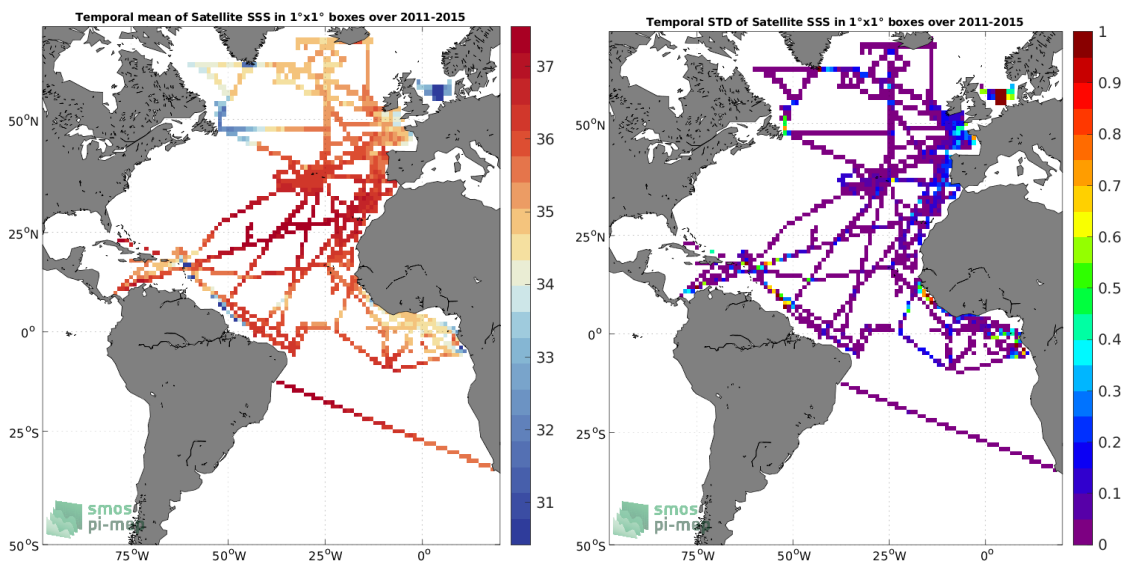 Temporal mean of Satellite SSS in 1°x1° boxes over 2011-2015
50°N
25°N
0°
25°S
50°S
75°W
50°W
25°W
0°
37
36
35
34
33
32
31
smos
pi-mep
Temporal STD of Satellite SSS in 1°x1° boxes over 2011-2015
50°N
25°N
0°
25°S
50°S
75°W
50°W
25°W
0°
1
0.9
0.8
0.7
0.6
0.5
0.4
0.3
0.2
0.1
0
smos
pi-mep